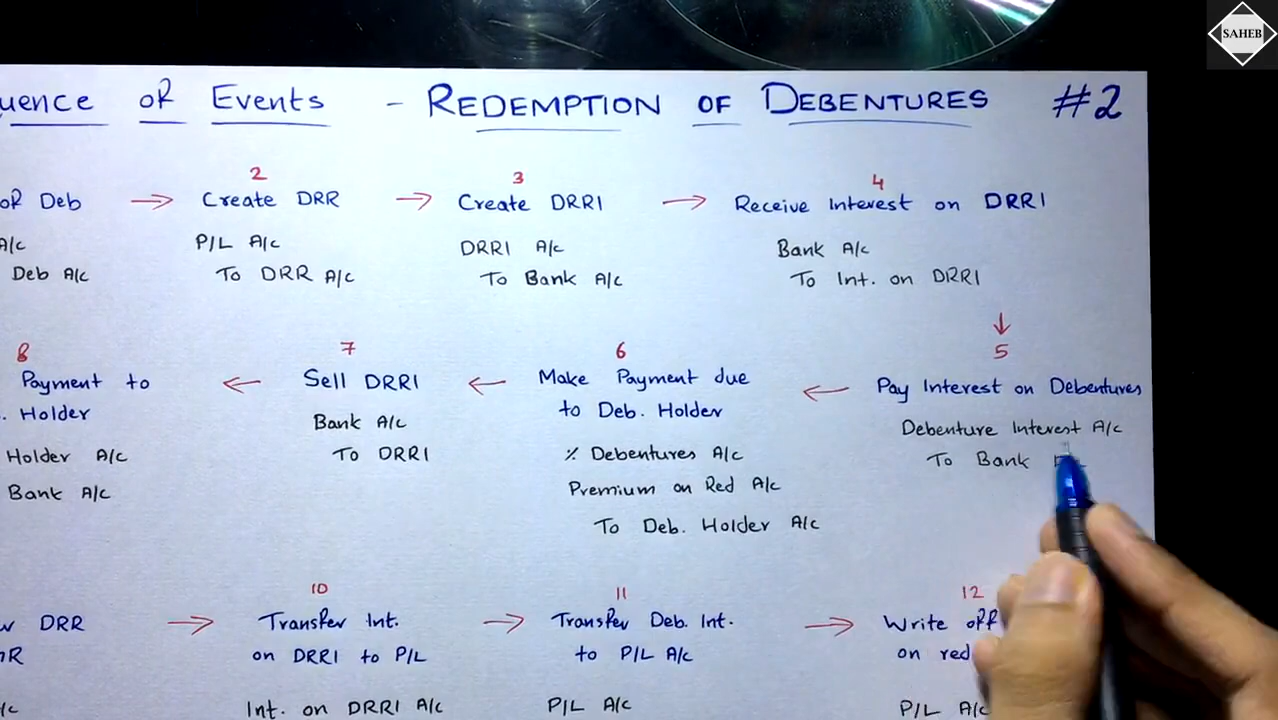 SAHEB
of Events - REDEMPTION OF DEBENTURES #2
of Deb
A/c
Deb A/c
→
2
Create DRR
P/L A/c
To DRR A/c
→
3
Create DRRI
DRRI A/c
To Bank A/c
→
4
Receive Interest on DRRI
Bank A/c
To Int. on DRRI
↓
5
Pay Interest on Debentures
Debenture Interest A/c
To Bank
←
6
Make Payment due
to Deb. Holder
% Debentures A/c
Premium on Red A/c
To Deb. Holder A/c
←
7
Sell DRRI
Bank A/c
To DRRI
←
8
Payment to
Holder
Holder A/c
Bank A/c
DRR
→
10
Transfer Int.
on DRRI to P/L
Int. on DRRI A/c
→
11
Transfer Deb. Int.
to P/L A/c
P/L A/c
→
12
Write off
on red
P/L A/c